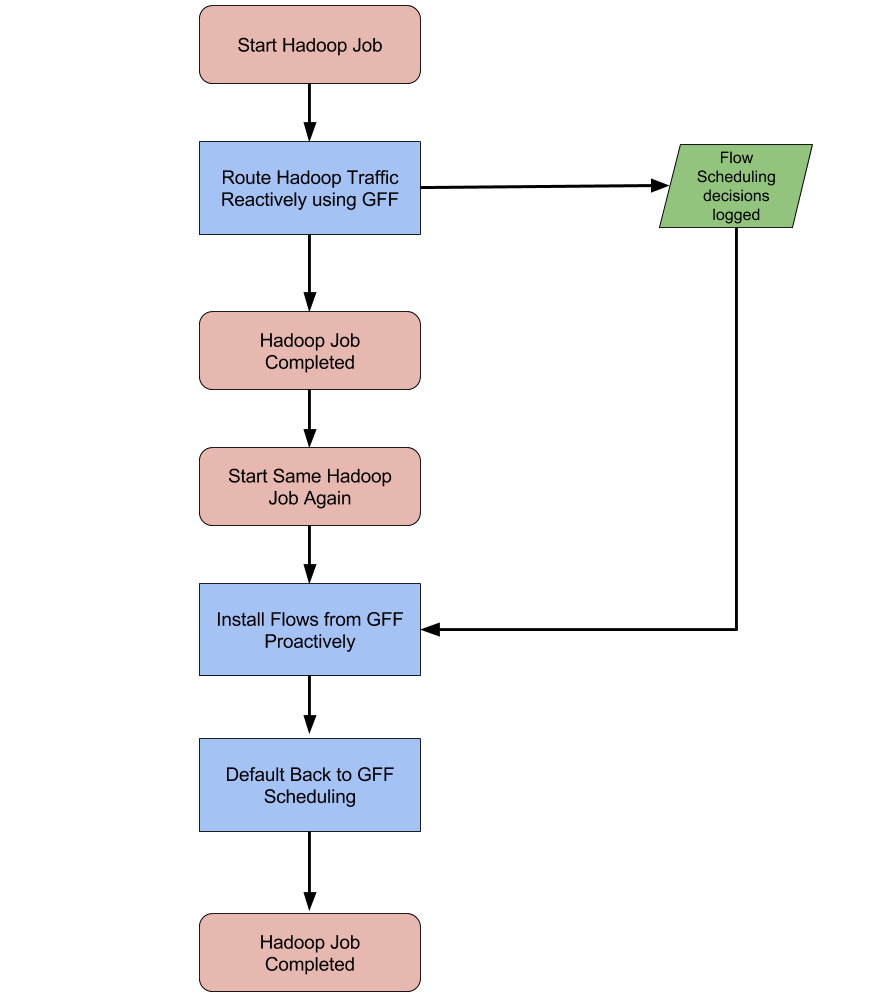 Start Hadoop Job
Route Hadoop Traffic
Reactively using GFF
Flow
Scheduling
decisions
logged
Hadoop Job
Completed
Start Same Hadoop
Job Again
Install Flows from GFF
Proactively
Default Back to GFF
Scheduling
Hadoop Job
Completed